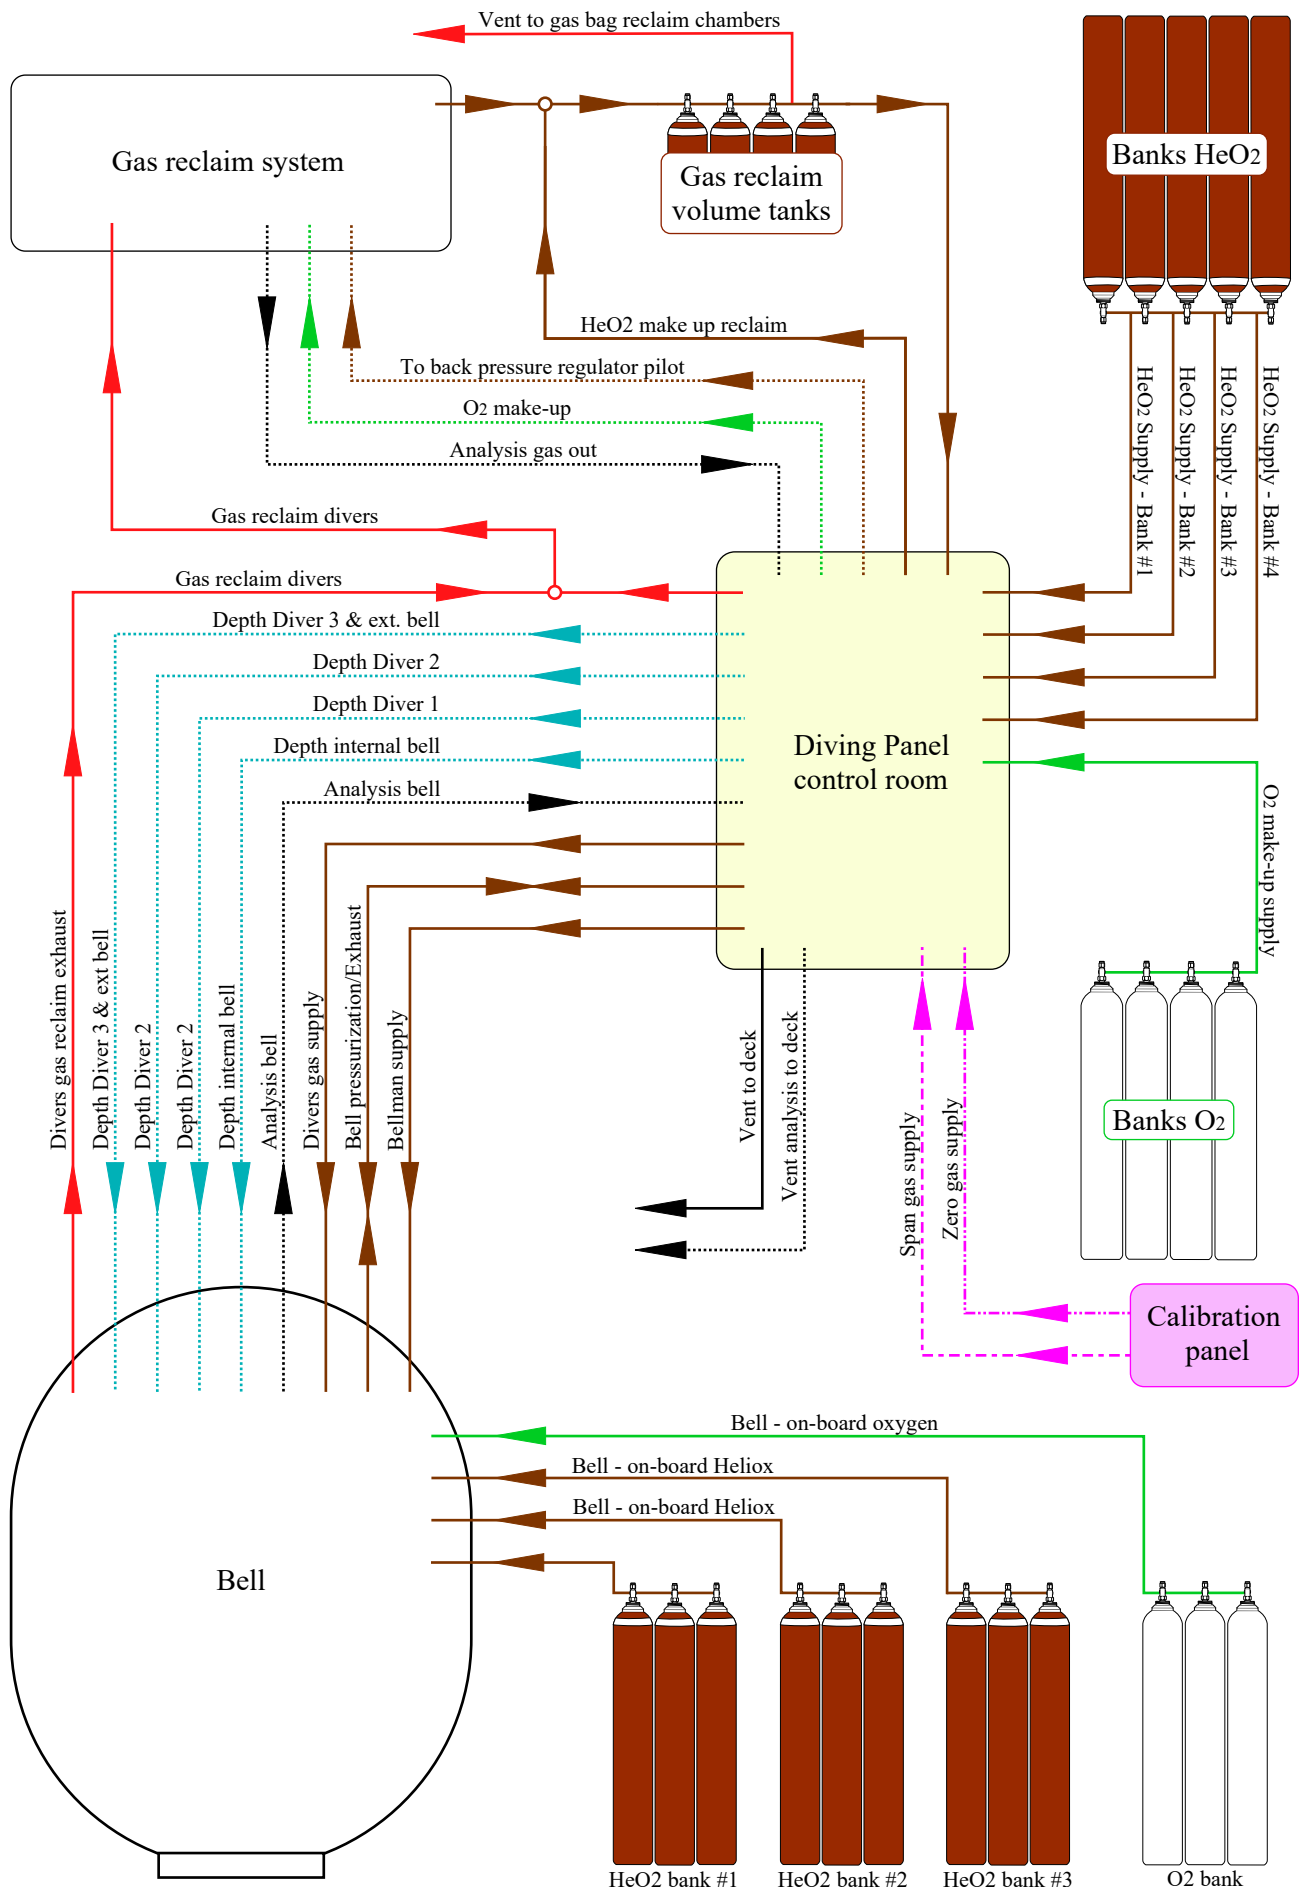 Vent to gas bag reclaim chambers
Gas reclaim system
Gas reclaim
volume tanks
Banks HeO2
HeO2 make up reclaim
To back pressure regulator pilot
O2 make-up
Analysis gas out
HeO2 Supply - Bank #1
HeO2 Supply - Bank #2
HeO2 Supply - Bank #3
HeO2 Supply - Bank #4
Gas reclaim divers
Gas reclaim divers
Depth Diver 3 & ext. bell
Depth Diver 2
Depth Diver 1
Depth internal bell
Analysis bell
Diving Panel
control room
O2 make-up supply
Divers gas reclaim exhaust
Depth Diver 3 & ext bell
Depth Diver 2
Depth Diver 2
Depth internal bell
Analysis bell
Divers gas supply
Bell pressurization/Exhaust
Bellman supply
Vent to deck
Vent analysis to deck
Span gas supply
Zero gas supply
Banks O2
Calibration
panel
Bell - on-board oxygen
Bell - on-board Heliox
Bell - on-board Heliox
Bell
HeO2 bank #1
HeO2 bank #2
HeO2 bank #3
O2 bank